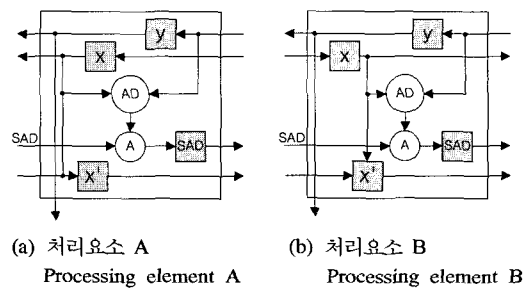 y y
x x
AD AD
SAD A SAD SAD A SAD
x' x'
(a) 처리요소 A (b) 처리요소 B
Processing element A Processing element B